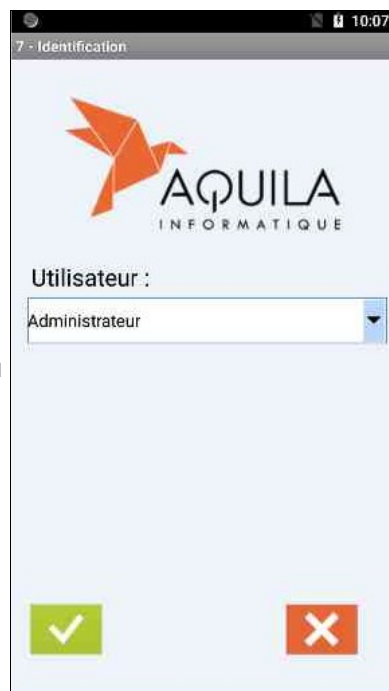 10:07
7 - Identification
AQUILA
INFORMATIQUE
Utilisateur :
Administrateur